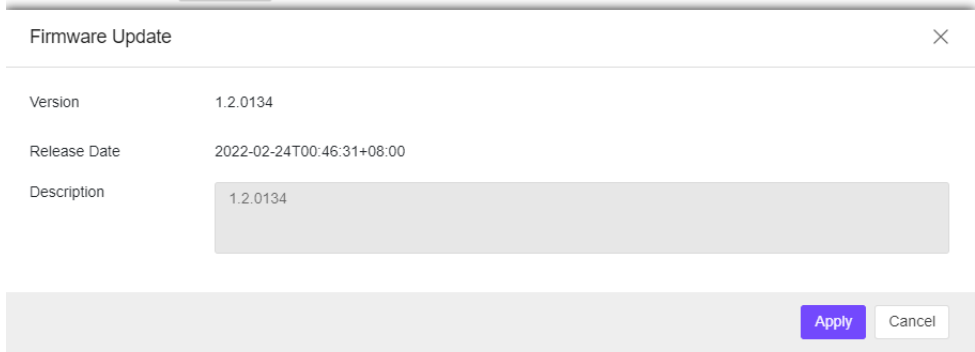 Firmware Update
Version 1.2.0134
Release Date 2022-02-24T00:46:31+08:00
Description 1.2.0134
Apply Cancel